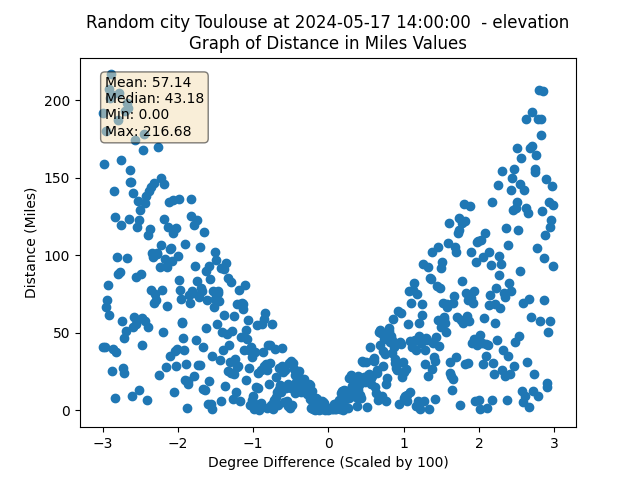 Random city Toulouse at 2024-05-17 14:00:00  - elevation
Graph of Distance in Miles Values
Mean: 57.14
Median: 43.18
Min: 0.00
Max: 216.68
Distance (Miles)
200
150
100
50
0
−3 −2 −1 0 1 2 3
Degree Difference (Scaled by 100)